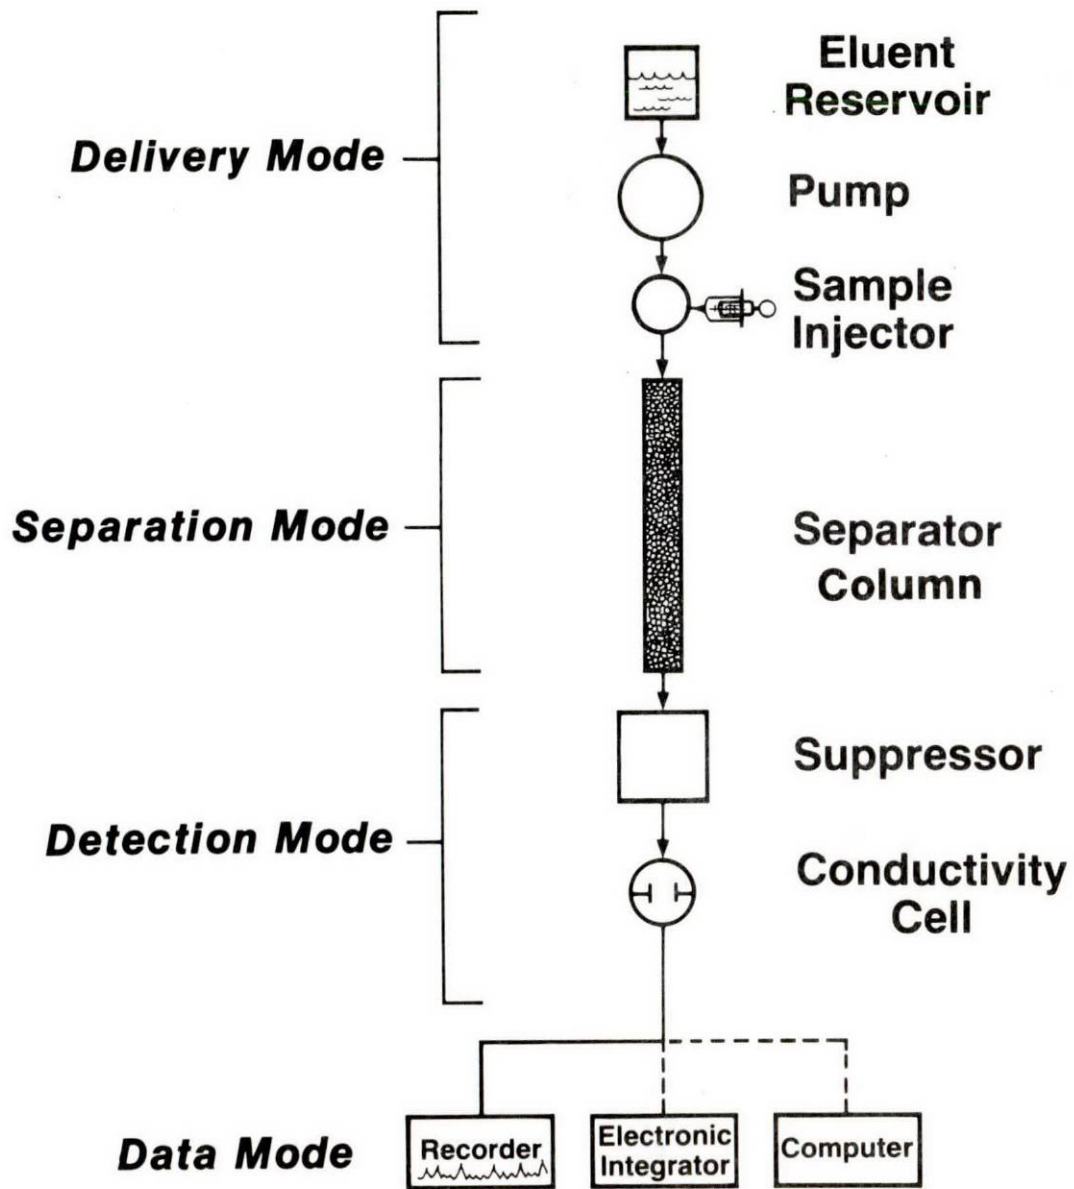 Eluent
Reservoir
Delivery Mode
Pump
Sample
Injector
Separation Mode
Separator
Column
Suppressor
Detection Mode
Conductivity
Cell
Data Mode
Recorder
Electronic
Integrator
Computer